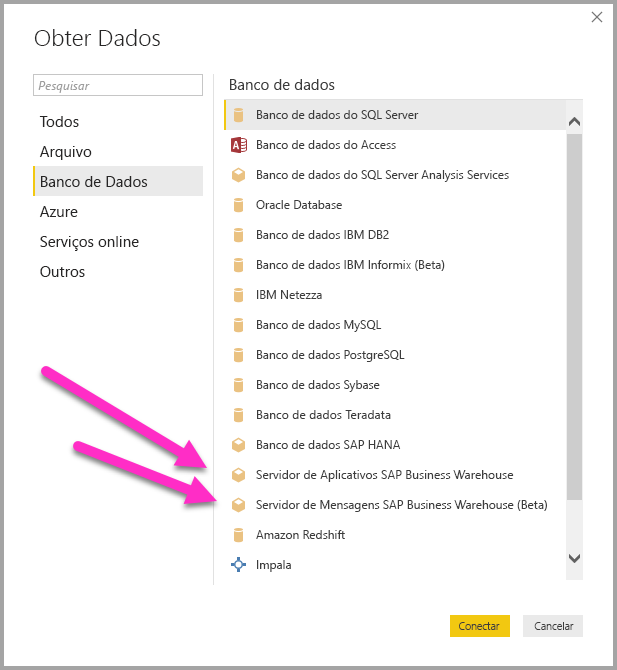 Obter Dados
Pesquisar
Todos
Arquivo
Banco de Dados
Azure
Serviços online
Outros
Banco de dados
Banco de dados do SQL Server
Banco de dados do Access
Banco de dados do SQL Server Analysis Services
Oracle Database
Banco de dados IBM DB2
Banco de dados IBM Informix (Beta)
IBM Netezza
Banco de dados MySQL
Banco de dados PostgreSQL
Banco de dados Sybase
Banco de dados Teradata
Banco de dados SAP HANA
Servidor de Aplicativos SAP Business Warehouse
Servidor de Mensagens SAP Business Warehouse (Beta)
Amazon Redshift
Impala
Conectar
Cancelar